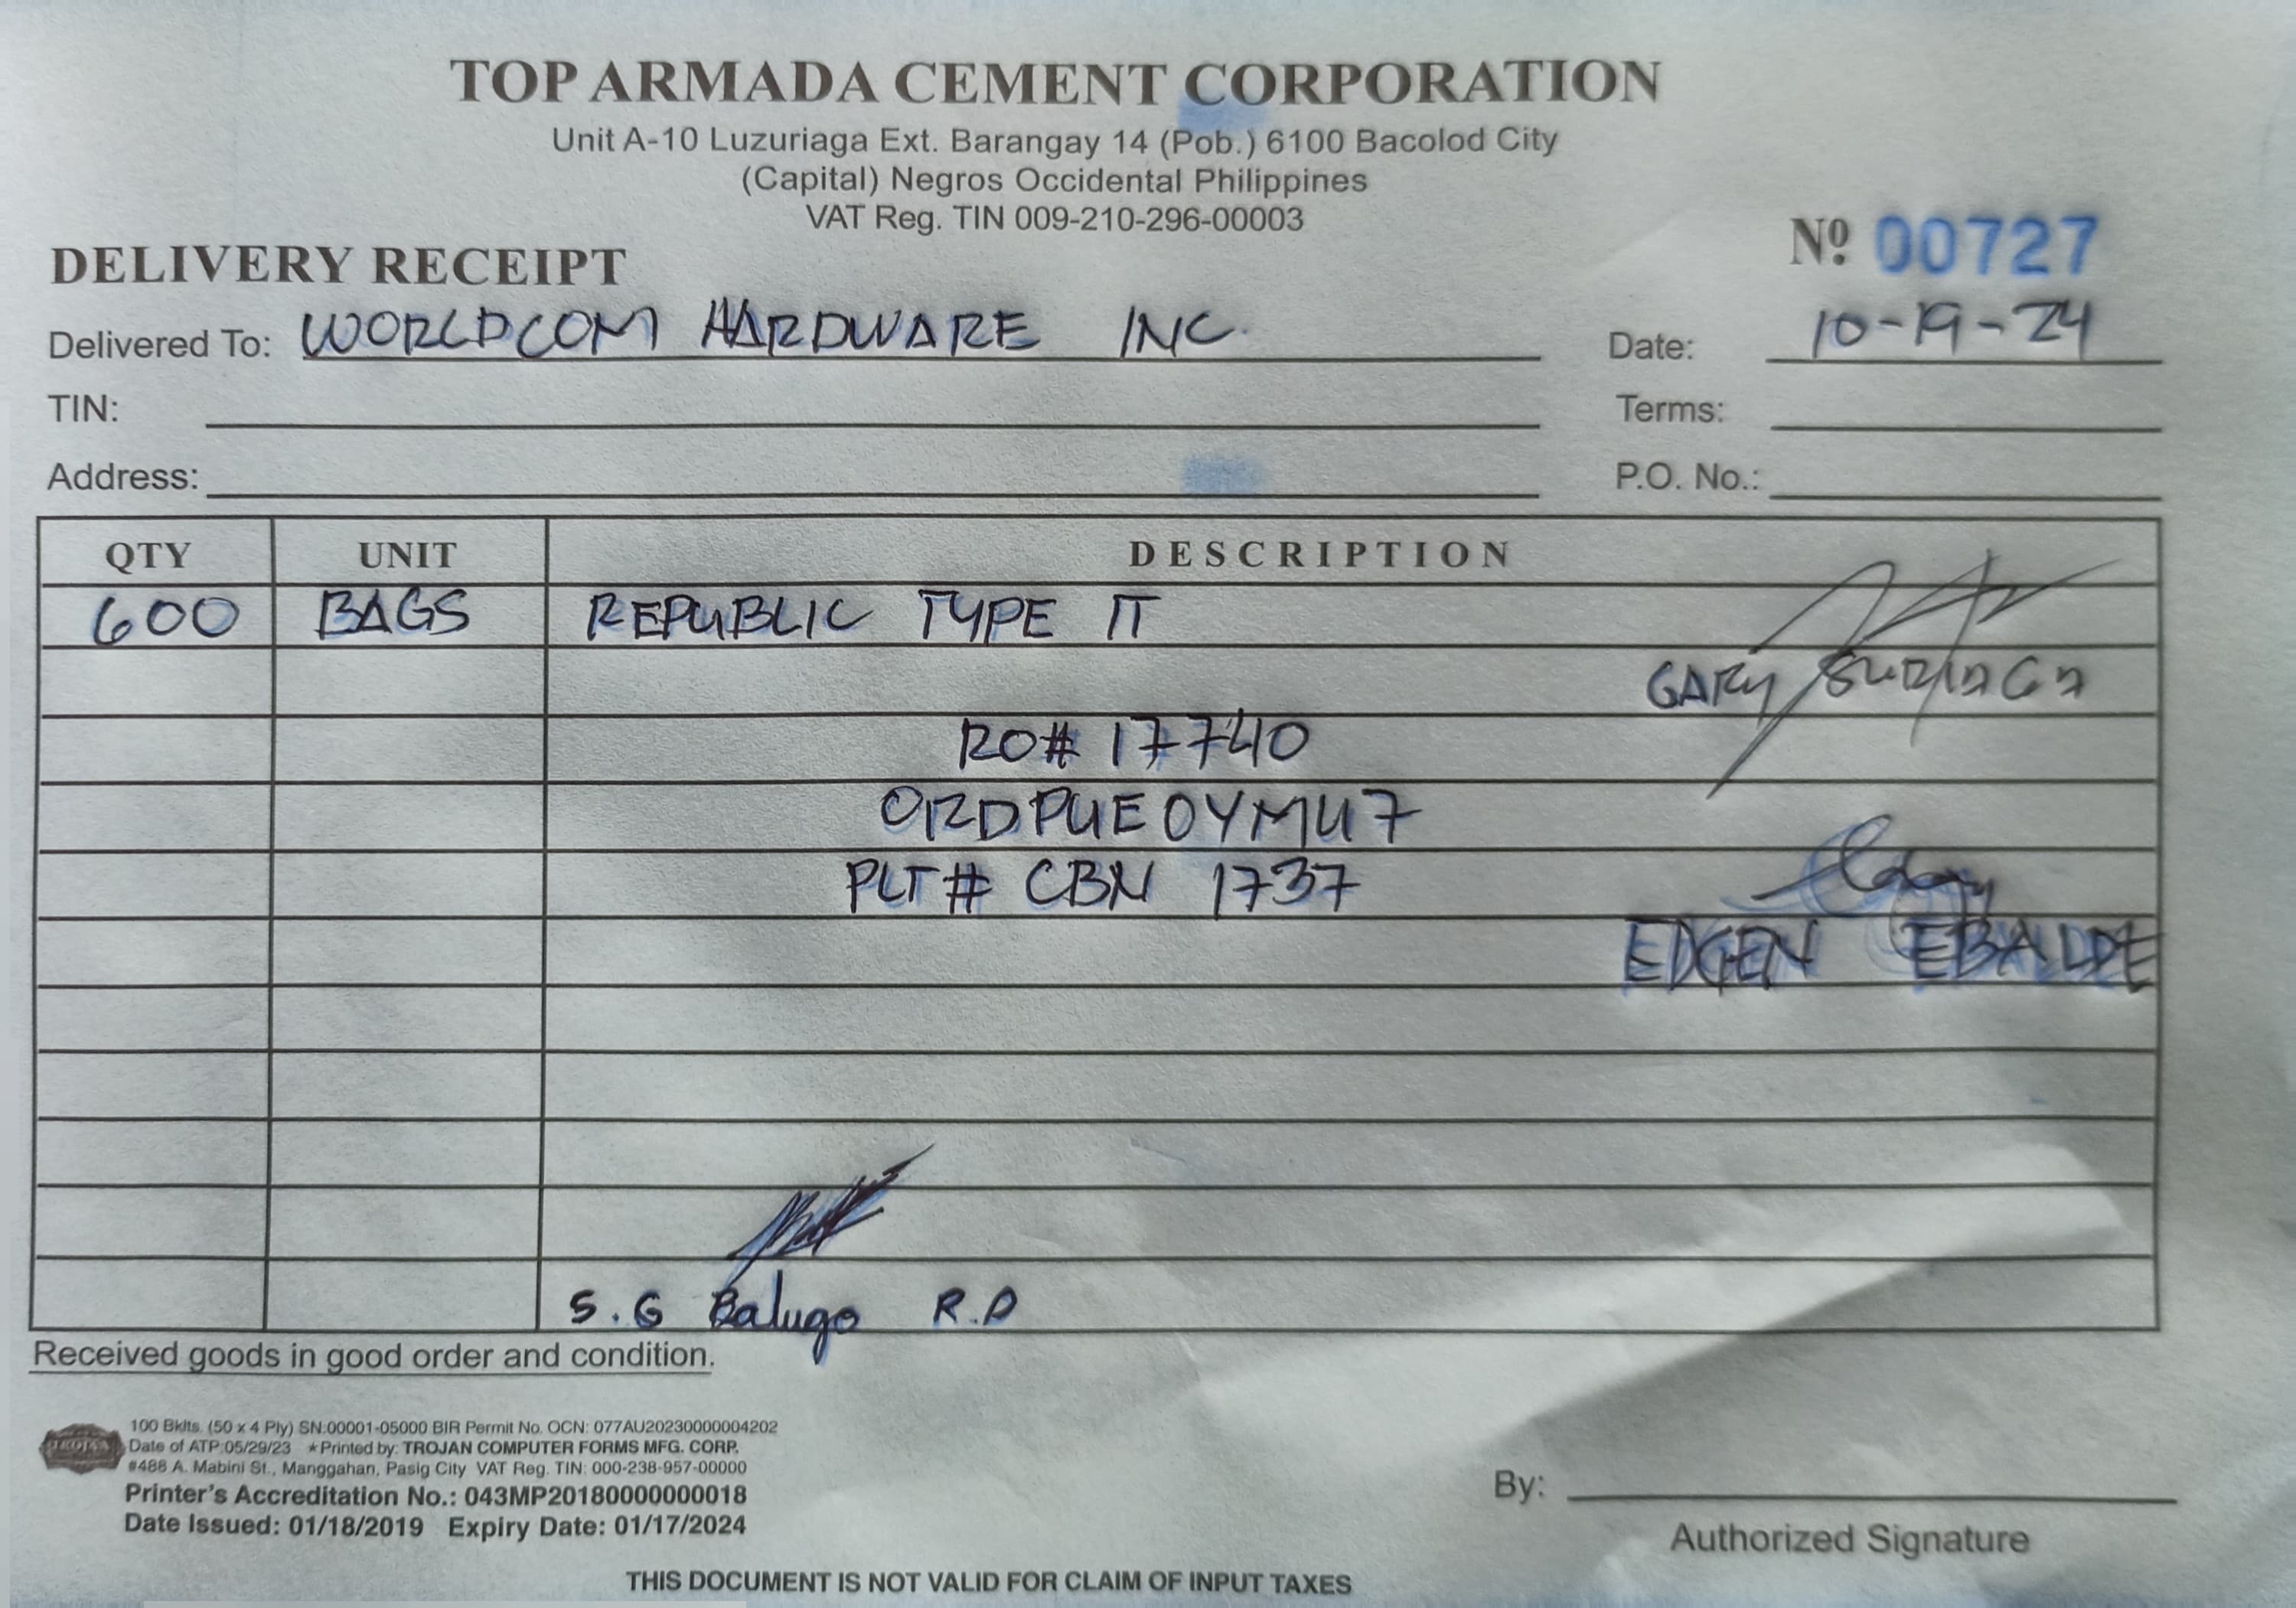 TOP ARMADA CEMENT CORPORATION
Unit A-10 Luzuriaga Ext. Barangay 14 (Pob.) 6100 Bacolod City
(Capital) Negros Occidental Philippines
VAT Reg. TIN 009-210-296-00003
DELIVERY RECEIPT Nº 00727
Delivered To: WORLDCOM HARDWARE INC. Date: 10-19-24
TIN: Terms:
Address: P.O. No.:
QTY UNIT DESCRIPTION
600 BAGS REPUBLIC TYPE IT
GARY
RO# 17740
ORDPUE0YMU7
PLT# CBN 1737
EDGEN EBALDE
S.G Balugo R.D
Received goods in good order and condition.
100 Bklts. (50 x 4 Ply) SN:00001-05000 BIR Permit No. OCN: 077AU20230000004202
Date of ATP:05/29/23 ★Printed by: TROJAN COMPUTER FORMS MFG. CORP.
#488 A. Mabini St., Manggahan, Pasig City VAT Reg. TIN: 000-238-957-00000
Printer's Accreditation No.: 043MP20180000000018
Date Issued: 01/18/2019 Expiry Date: 01/17/2024
By:
Authorized Signature
THIS DOCUMENT IS NOT VALID FOR CLAIM OF INPUT TAXES